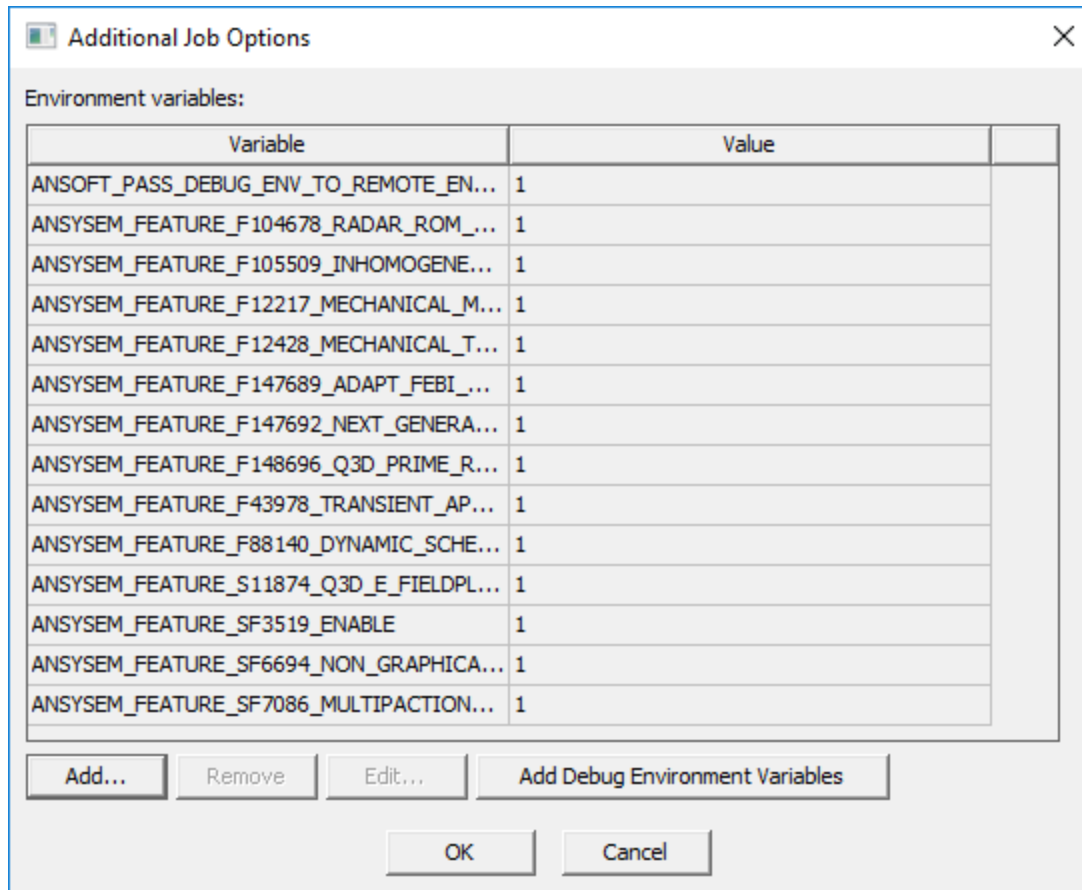 Additional Job Options
Environment variables:
Variable Value
ANSOFT_PASS_DEBUG_ENV_TO_REMOTE_EN... 1
ANSYSEM_FEATURE_F104678_RADAR_ROM_... 1
ANSYSEM_FEATURE_F105509_INHOMOGENE... 1
ANSYSEM_FEATURE_F12217_MECHANICAL_M... 1
ANSYSEM_FEATURE_F12428_MECHANICAL_T... 1
ANSYSEM_FEATURE_F147689_ADAPT_FEBI_... 1
ANSYSEM_FEATURE_F147692_NEXT_GENERA... 1
ANSYSEM_FEATURE_F148696_Q3D_PRIME_R... 1
ANSYSEM_FEATURE_F43978_TRANSIENT_AP... 1
ANSYSEM_FEATURE_F88140_DYNAMIC_SCHE... 1
ANSYSEM_FEATURE_S11874_Q3D_E_FIELDPL... 1
ANSYSEM_FEATURE_SF3519_ENABLE 1
ANSYSEM_FEATURE_SF6694_NON_GRAPHICA... 1
ANSYSEM_FEATURE_SF7086_MULTIPACTION... 1
Add... Remove Edit... Add Debug Environment Variables
OK Cancel